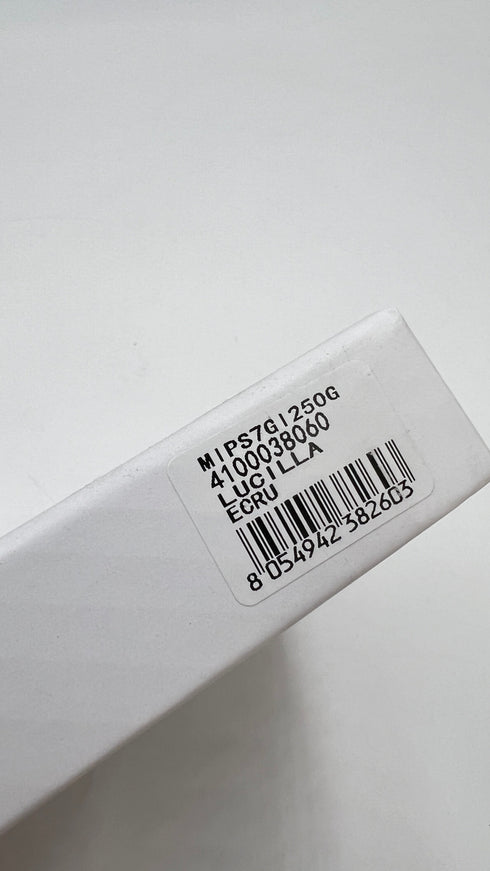 MIPS7GI250G
4100038060
LUCILLA
ECRU
8 054942 382603